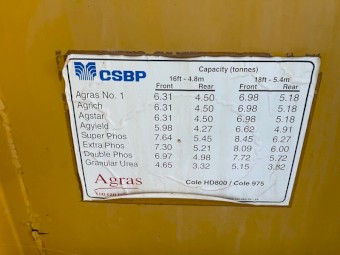 CSBP
Capacity (tonnes)
16ft - 4.8m 18ft - 5.4m
Front Rear Front Rear
Agras No. 1 6.31 4.50 6.98 5.18
Agrich 6.31 4.50 6.98 5.18
Agstar 6.31 4.50 6.98 5.18
Agyield 5.98 4.27 6.62 4.91
Super Phos 7.64 5.45 8.45 6.27
Extra Phos 7.30 5.21 8.09 6.00
Double Phos 6.97 4.98 7.72 5.72
Granular Urea 4.65 3.32 5.15 3.82
Agras Cole HD800 / Cole 975